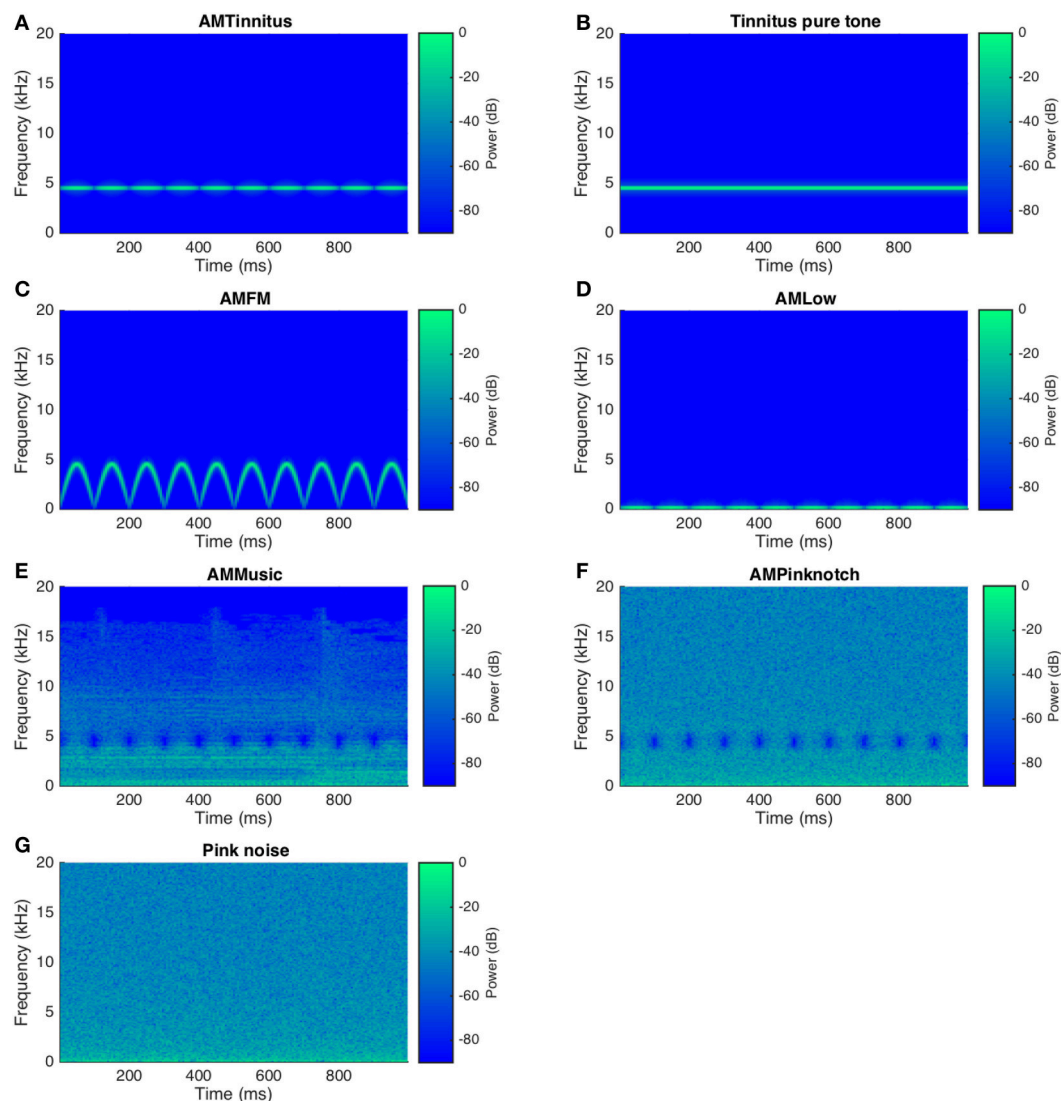 A
AMTinnitus
20
15
10
5
0
Frequency (kHz)
200 400 600 800
Time (ms)
0
-20
-40
-60
-80
Power (dB)
B
Tinnitus pure tone
20
15
10
5
0
Frequency (kHz)
200 400 600 800
Time (ms)
0
-20
-40
-60
-80
Power (dB)
C
AMFM
20
15
10
5
0
Frequency (kHz)
200 400 600 800
Time (ms)
0
-20
-40
-60
-80
Power (dB)
D
AMLow
20
15
10
5
0
Frequency (kHz)
200 400 600 800
Time (ms)
0
-20
-40
-60
-80
Power (dB)
E
AMMusic
20
15
10
5
0
Frequency (kHz)
200 400 600 800
Time (ms)
0
-20
-40
-60
-80
Power (dB)
F
AMPinknotch
20
15
10
5
0
Frequency (kHz)
200 400 600 800
Time (ms)
0
-20
-40
-60
-80
Power (dB)
G
Pink noise
20
15
10
5
0
Frequency (kHz)
200 400 600 800
Time (ms)
0
-20
-40
-60
-80
Power (dB)